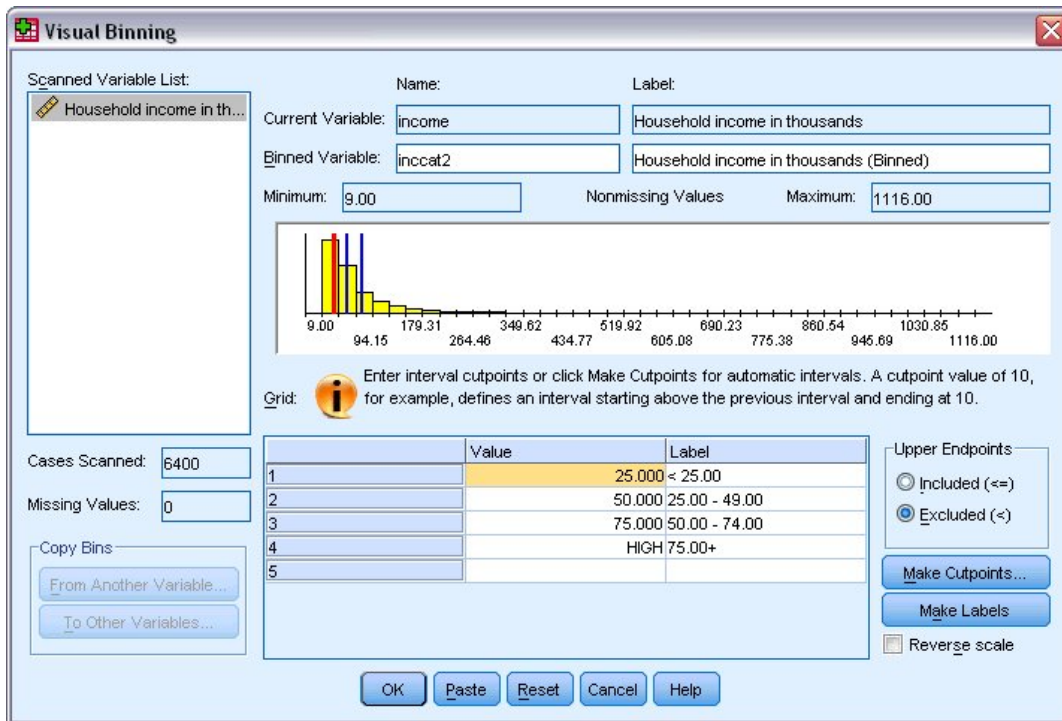 Visual Binning
Scanned Variable List:
Household income in th...
Name:
Label:
Current Variable:
income
Household income in thousands
Binned Variable:
inccat2
Household income in thousands (Binned)
Minimum:
9.00
Nonmissing Values
Maximum:
1116.00
9.00 179.31 349.62 519.92 690.23 860.54 1030.85
94.15 264.46 434.77 605.08 775.38 945.69 1116.00
Grid:
Enter interval cutpoints or click Make Cutpoints for automatic intervals. A cutpoint value of 10,
for example, defines an interval starting above the previous interval and ending at 10.
Cases Scanned:
6400
Missing Values:
0
Copy Bins
From Another Variable...
To Other Variables...
Value Label
1 25.000 < 25.00
2 50.000 25.00 - 49.00
3 75.000 50.00 - 74.00
4 HIGH 75.00+
5
Upper Endpoints
Included (<=)
Excluded (<)
Make Cutpoints...
Make Labels
Reverse scale
OK Paste Reset Cancel Help